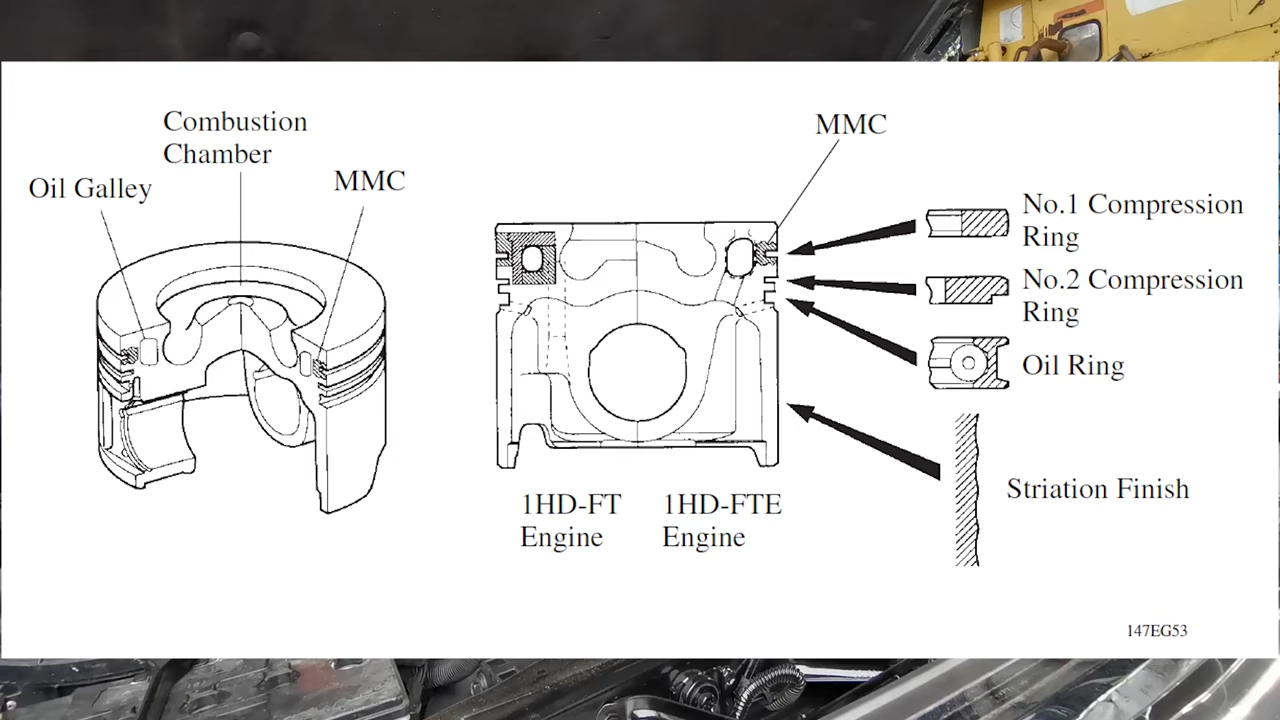 Combustion
Chamber
Oil Galley
MMC
MMC
No.1 Compression
Ring
No.2 Compression
Ring
Oil Ring
Striation Finish
1HD-FT
Engine
1HD-FTE
Engine
147EG53